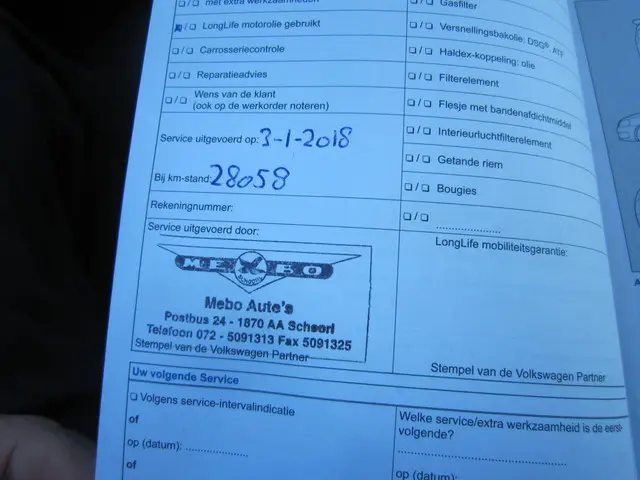 ❏/❏ met extra werkzaamheden
❏/❏ LongLife motorolie gebruikt
❏/❏ Carrosseriecontrole
❏/❏ Reparatieadvies
❏/❏ Wens van de klant
(ook op de werkorder noteren)
Service uitgevoerd op: 3-1-2018
Bij km-stand: 28058
Rekeningnummer:
Service uitgevoerd door:
MEBO
Mebo Auto's
Postbus 24 - 1870 AA Schoorl
Telefoon 072 - 5091313 Fax 5091325
Stempel van de Volkswagen Partner
❏/❏ Gasfilter
❏/❏ Versnellingsbakolie, DSG®, ATF
❏/❏ Haldex-koppeling: olie
❏/❏ Filterelement
❏/❏ Flesje met bandenafdichtmiddel
❏/❏ Interieurluchtfilterelement
❏/❏ Getande riem
❏/❏ Bougies
❏/❏ ......................
LongLife mobiliteitsgarantie:
Stempel van de Volkswagen Partner
Uw volgende Service
❏ Volgens service-intervalindicatie
of
op (datum): ....................
of
Welke service/extra werkzaamheid is de eerst-
volgende?
......................................................
op (datum):